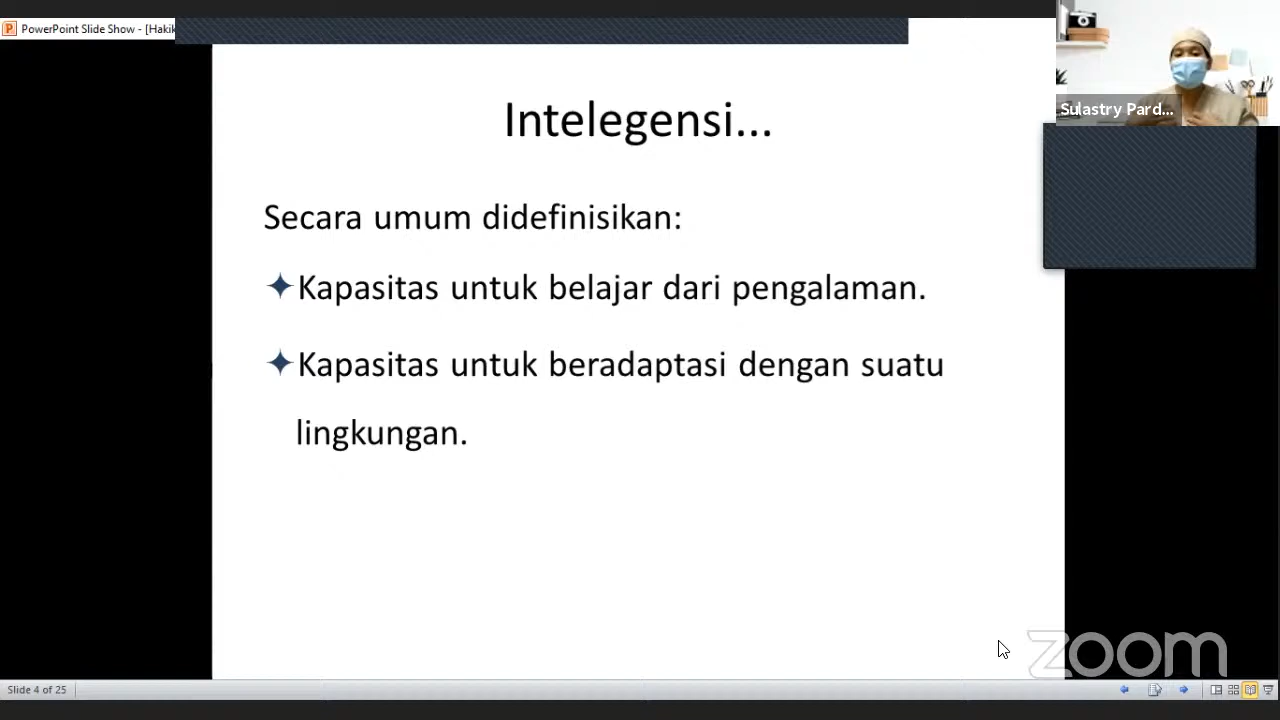 PowerPoint Slide Show - [Hakik
Sulastry Pard...
Intelegensi...
Secara umum didefinisikan:
Kapasitas untuk belajar dari pengalaman.
Kapasitas untuk beradaptasi dengan suatu
lingkungan.
zoom
Slide 4 of 25